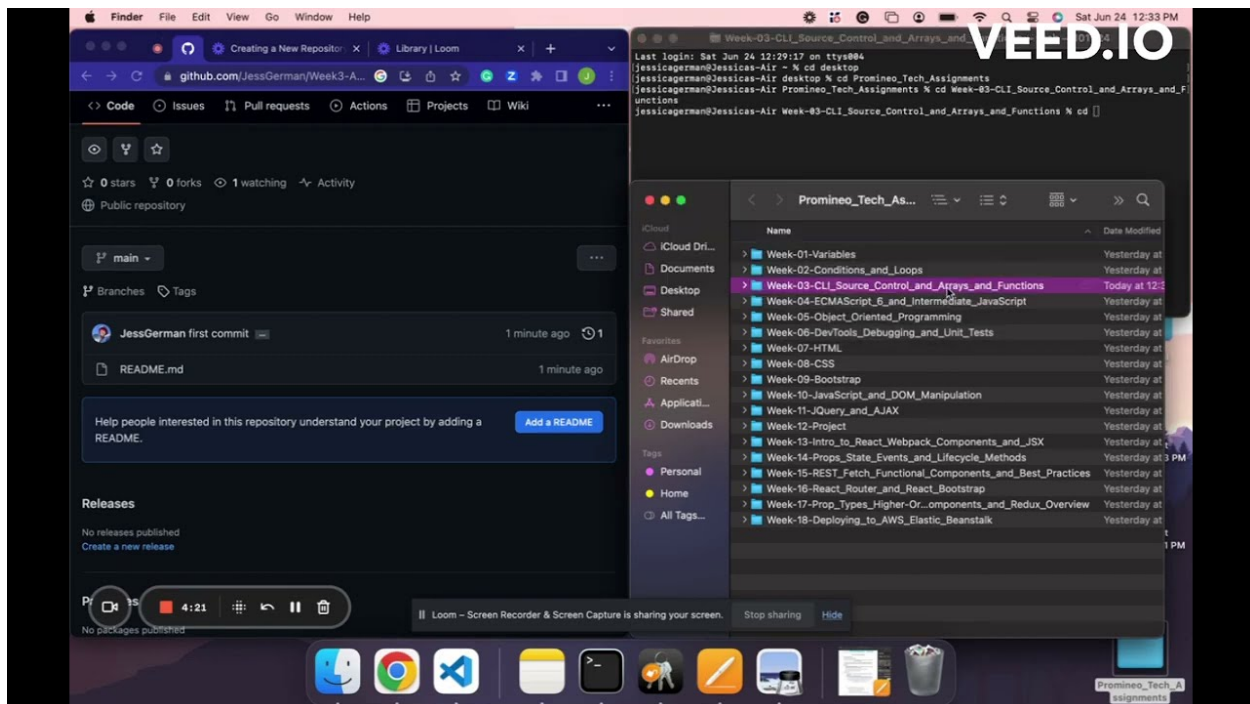 Finder File Edit View Go Window Help
Sat Jun 24 12:33 PM
VEED.IO
Creating a New Repositor
Library | Loom
github.com/JessGerman/Week3-A...
Code Issues Pull requests Actions Projects Wiki
0 stars 0 forks 1 watching Activity
Public repository
main
Branches Tags
JessGerman first commit 1 minute ago 1
README.md 1 minute ago
Help people interested in this repository understand your project by adding a
README.
Add a README
Releases
No releases published
Create a new release
4:21
No packages published
Week-03-CLI_Source_Control_and_Arrays_and_
Last login: Sat Jun 24 12:29:17 on ttys004
jessicagerman@Jessicas-Air ~ % cd desktop
jessicagerman@Jessicas-Air desktop % cd Promineo_Tech_Assignments
jessicagerman@Jessicas-Air Promineo_Tech_Assignments % cd Week-03-CLI_Source_Control_and_Arrays_and_F
unctions
jessicagerman@Jessicas-Air Week-03-CLI_Source_Control_and_Arrays_and_Functions % cd
Promineo_Tech_As...
iCloud
iCloud Dri...
Documents
Desktop
Shared
Favorites
AirDrop
Recents
Applicati...
Downloads
Tags
Personal
Home
All Tags...
Name Date Modified
Week-01-Variables Yesterday at
Week-02-Conditions_and_Loops Yesterday at
Week-03-CLI_Source_Control_and_Arrays_and_Functions Today at 12:3
Week-04-ECMAScript_6_and_Intermediate_JavaScript Yesterday at
Week-05-Object_Oriented_Programming Yesterday at
Week-06-DevTools_Debugging_and_Unit_Tests Yesterday at
Week-07-HTML Yesterday at
Week-08-CSS Yesterday at
Week-09-Bootstrap Yesterday at
Week-10-JavaScript_and_DOM_Manipulation Yesterday at
Week-11-JQuery_and_AJAX Yesterday at
Week-12-Project Yesterday at
Week-13-Intro_to_React_Webpack_Components_and_JSX Yesterday at
Week-14-Props_State_Events_and_Lifecycle_Methods Yesterday at
Week-15-REST_Fetch_Functional_Components_and_Best_Practices Yesterday at
Week-16-React_Router_and_React_Bootstrap Yesterday at
Week-17-Prop_Types_Higher-Or...omponents_and_Redux_Overview Yesterday at
Week-18-Deploying_to_AWS_Elastic_Beanstalk Yesterday at
3 PM
1 PM
Loom – Screen Recorder & Screen Capture is sharing your screen. Stop sharing Hide
Promineo_Tech_A
ssignments